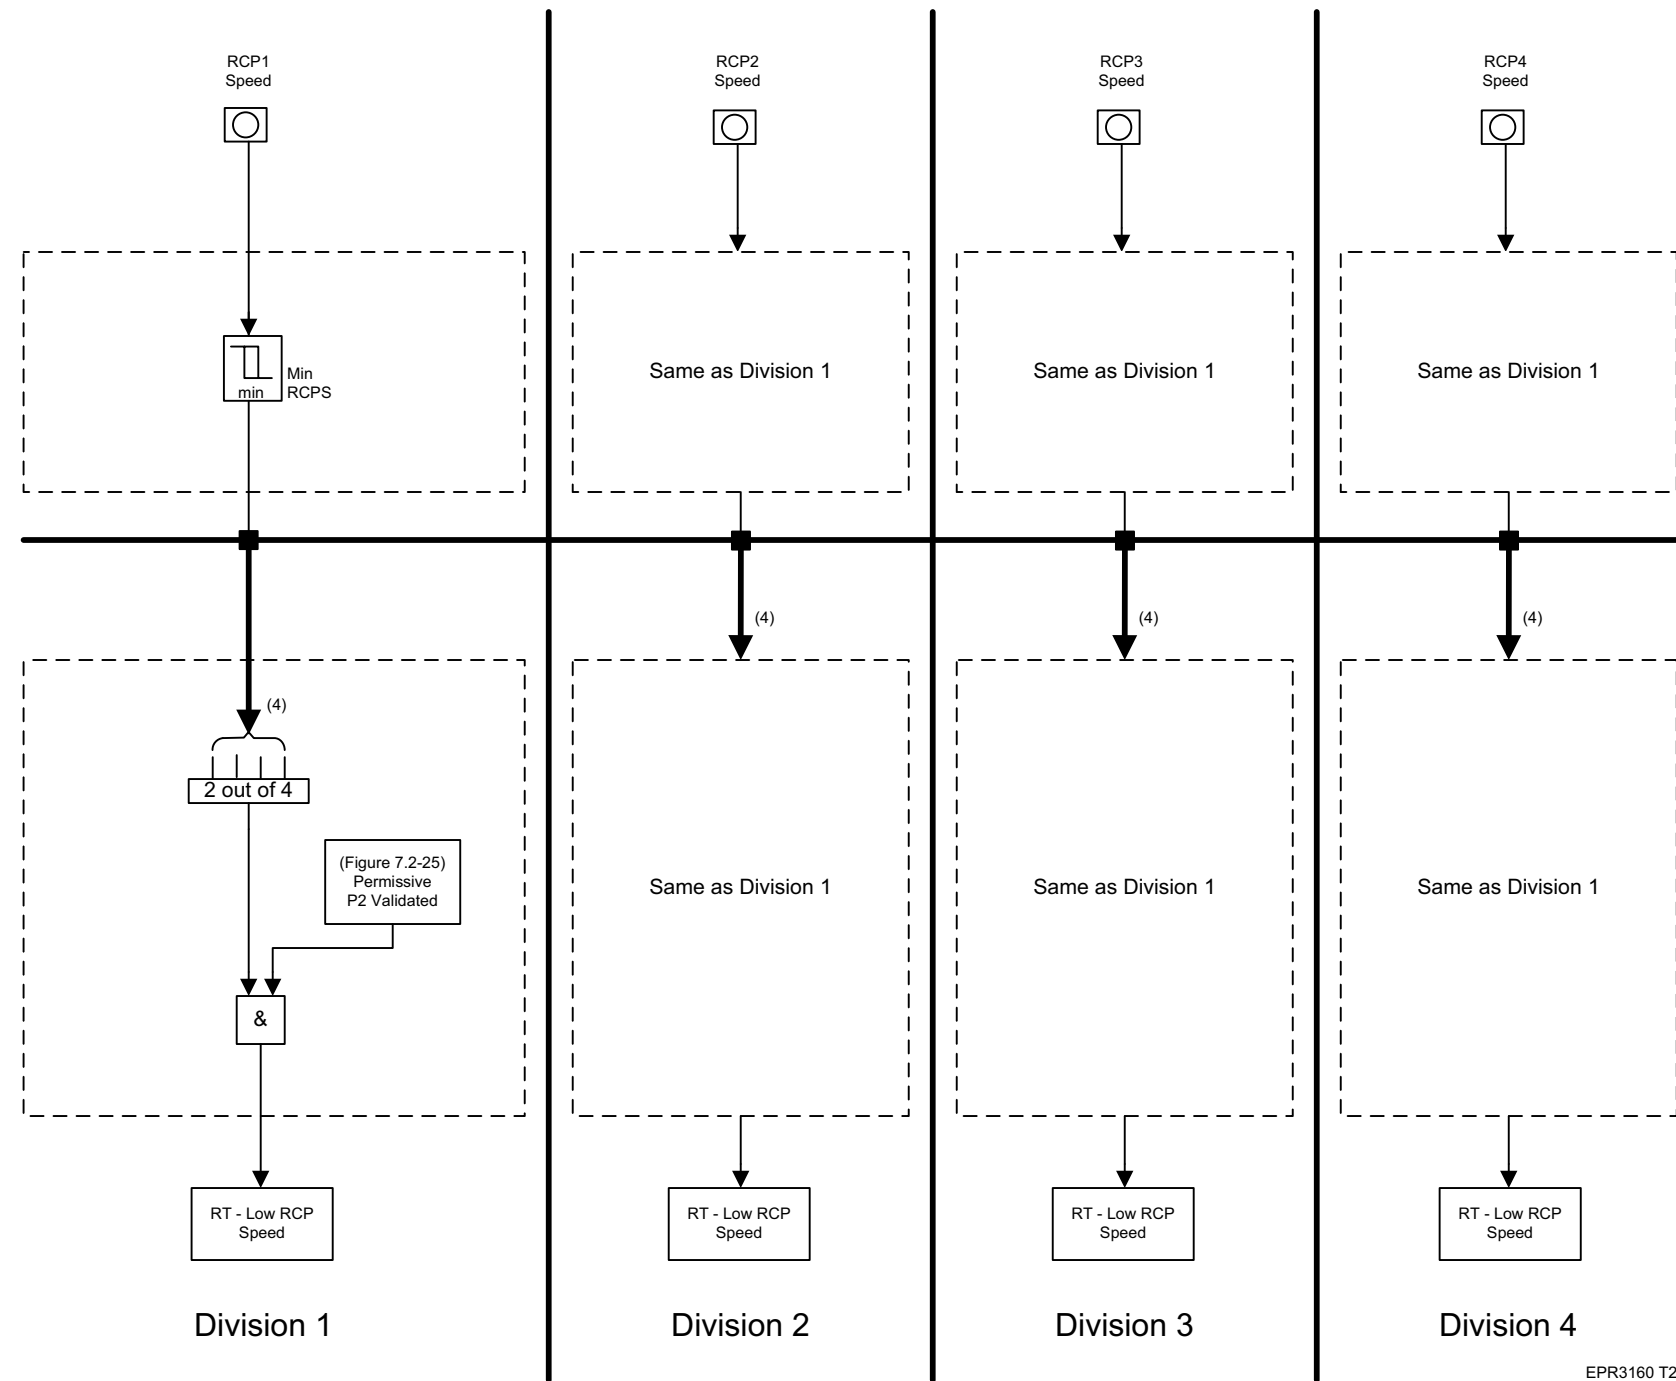 RCP1
Speed
RCP2
Speed
RCP3
Speed
RCP4
Speed
min
Min
RCPS
Same as Division 1
Same as Division 1
Same as Division 1
(4)
(4)
(4)
(4)
2 out of 4
(Figure 7.2-25)
Permissive
P2 Validated
&
Same as Division 1
Same as Division 1
Same as Division 1
RT - Low RCP
Speed
RT - Low RCP
Speed
RT - Low RCP
Speed
RT - Low RCP
Speed
Division 1
Division 2
Division 3
Division 4
EPR3160 T2